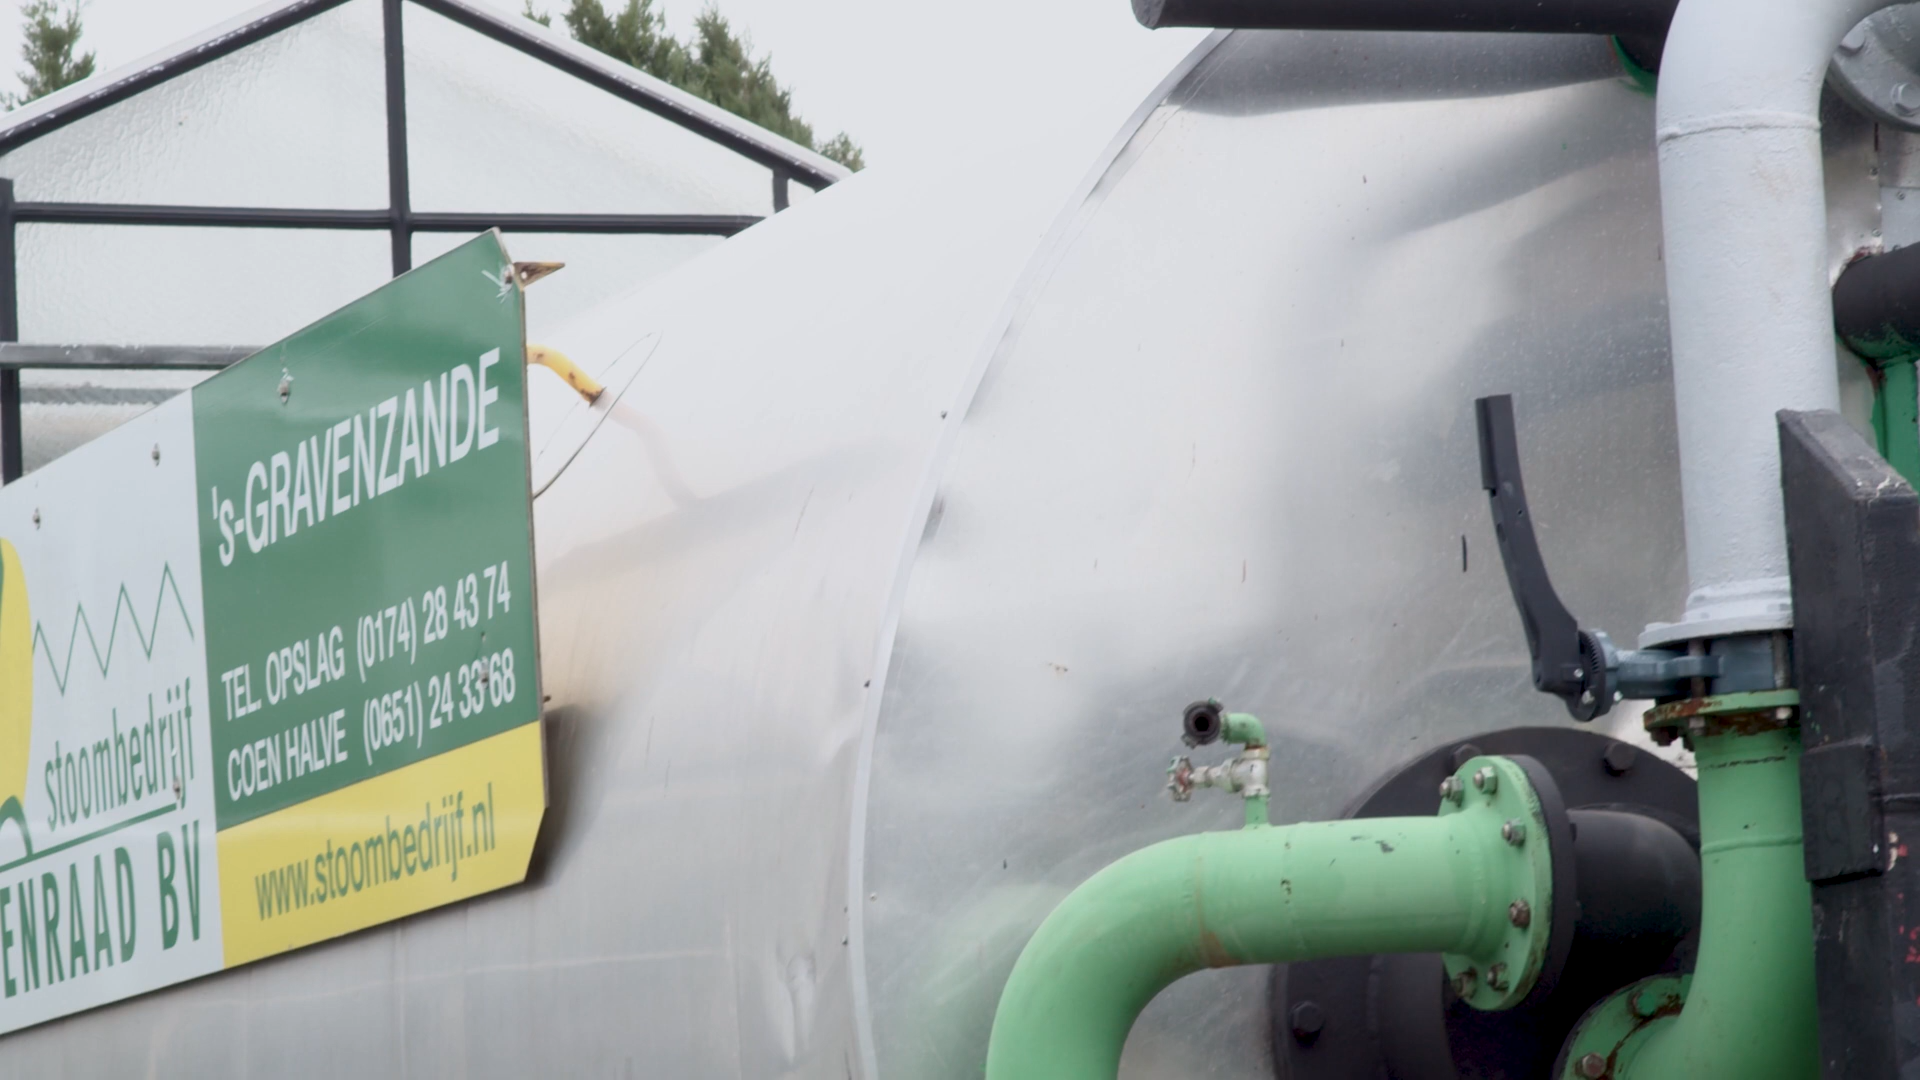 's-GRAVENZANDE
TEL. OPSLAG (0174) 28 43 74
COEN HALVE (0651) 24 33 68
www.stoombedrijf.nl
stoombedrijf
ENRAAD BV